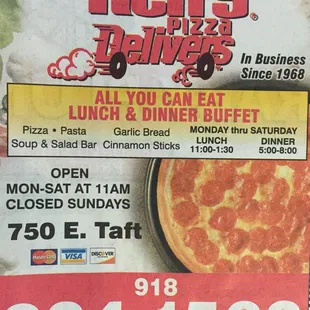 Pizza
Delivers
In Business
Since 1968
ALL YOU CAN EAT
LUNCH & DINNER BUFFET
Pizza • Pasta
Soup & Salad Bar
Garlic Bread
Cinnamon Sticks
MONDAY thru SATURDAY
LUNCH DINNER
11:00-1:30 5:00-8:00
OPEN
MON-SAT AT 11AM
CLOSED SUNDAYS
750 E. Taft
MasterCard VISA DISCOVER
918